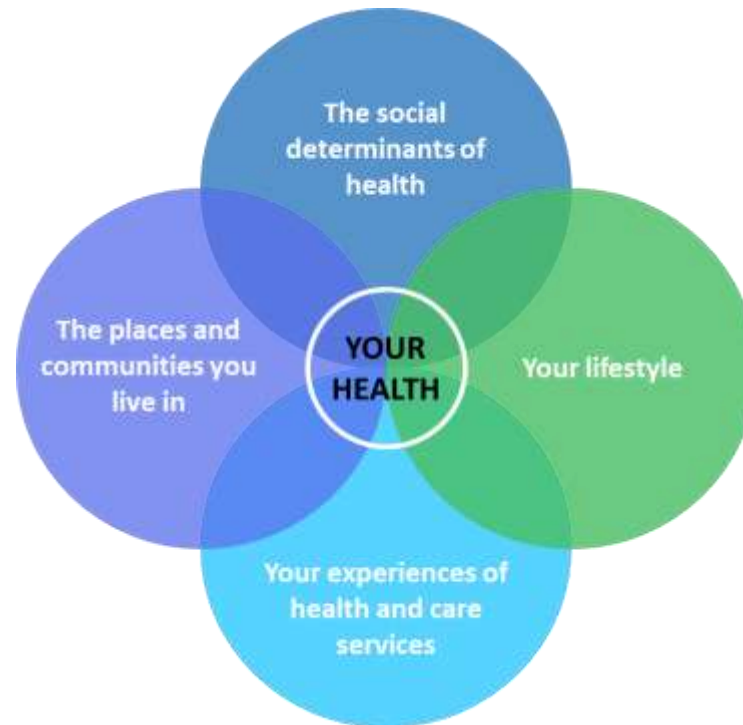 The social
determinants of
health
The places and
communities you
live in
YOUR
HEALTH
Your lifestyle
Your experiences of
health and care
services